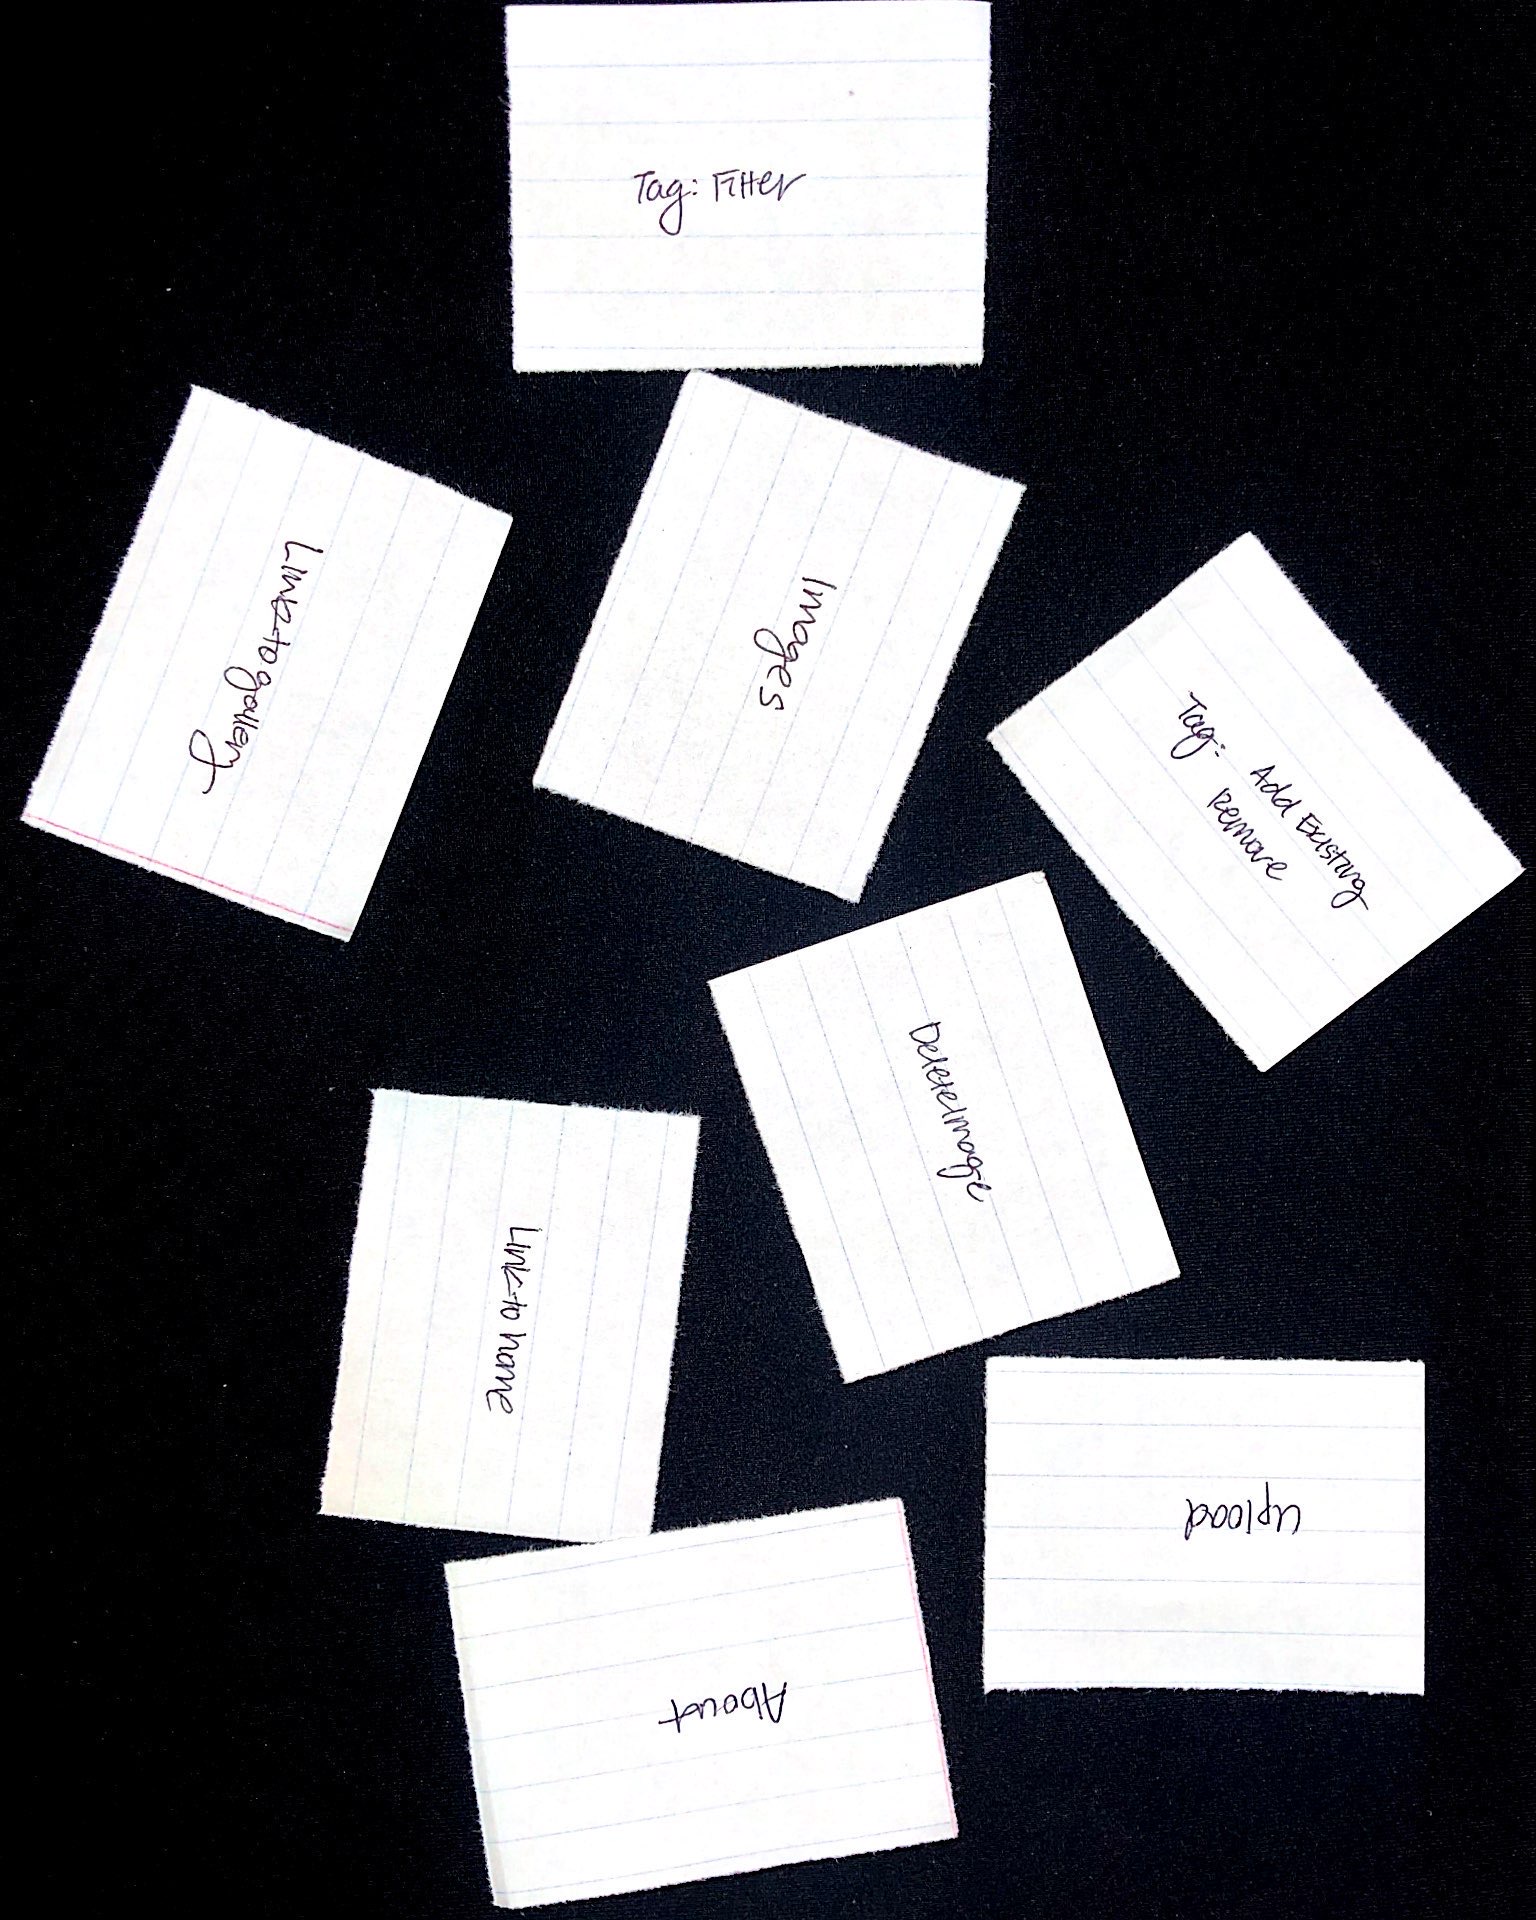 Tag: Filter
Link to gallery
Images
Tag: Add Existing
Remove
Delete Image
Link to home
Upload
About